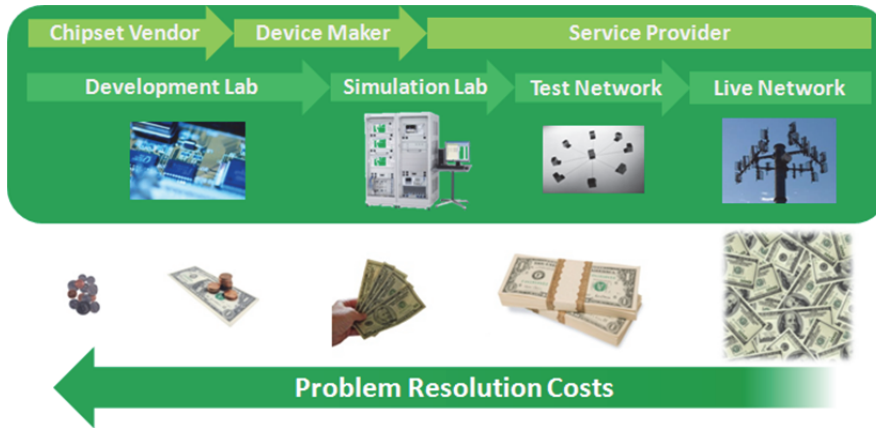 Chipset Vendor
Device Maker
Service Provider
Development Lab
Simulation Lab
Test Network
Live Network
Problem Resolution Costs